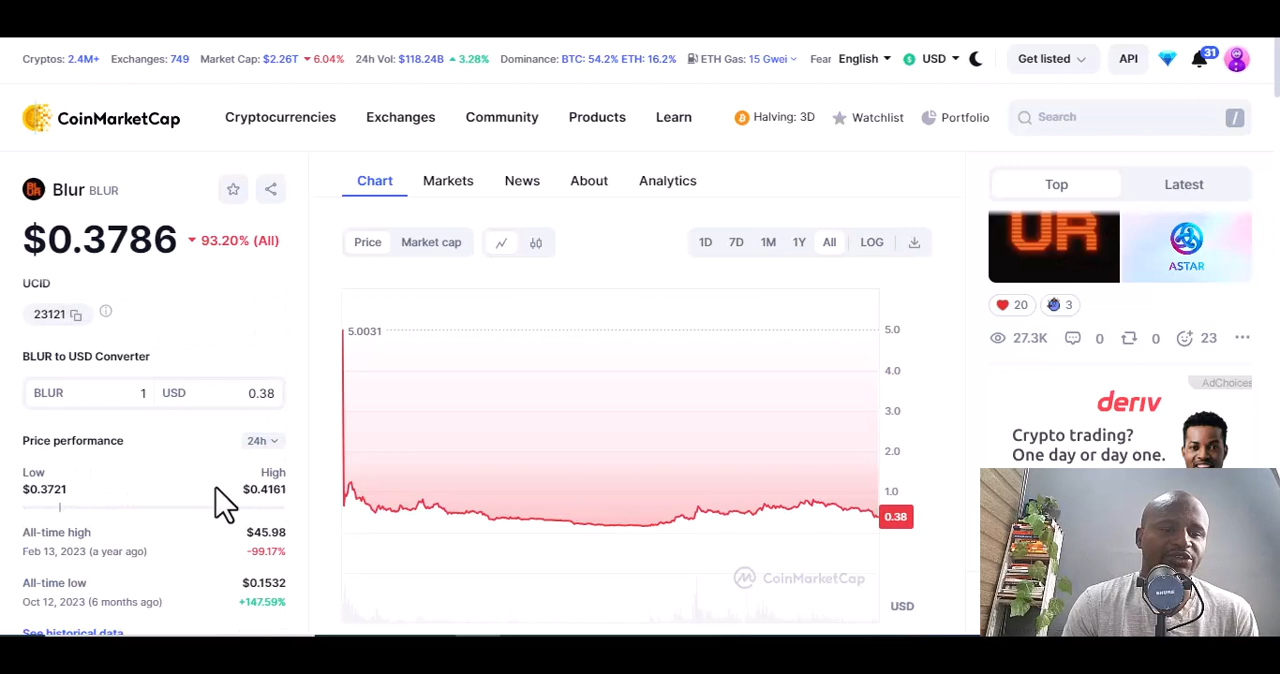 Cryptos: 2.4M+ Exchanges: 749 Market Cap: $2.26T 6.04% 24h Vol: $118.24B 3.28% Dominance: BTC: 54.2% ETH: 16.2% ETH Gas: 15 Gwei Fear English USD Get listed API 31
CoinMarketCap Cryptocurrencies Exchanges Community Products Learn Halving: 3D Watchlist Portfolio Search /
Blur BLUR
$0.3786 93.20% (All)
UCID
23121
BLUR to USD Converter
BLUR 1 USD 0.38
Price performance 24h
Low High
$0.3721 $0.4161
All-time high $45.98
Feb 13, 2023 (a year ago) -99.17%
All-time low $0.1532
Oct 12, 2023 (6 months ago) +147.59%
See historical data
Chart Markets News About Analytics
Price Market cap 1D 7D 1M 1Y All LOG
5.0031
5.0
4.0
3.0
2.0
1.0
0.38
CoinMarketCap
USD
Top Latest
UR
ASTAR
20 3
27.3K 0 0 23
AdChoices
deriv
Crypto trading?
One day or day one.
SHURE